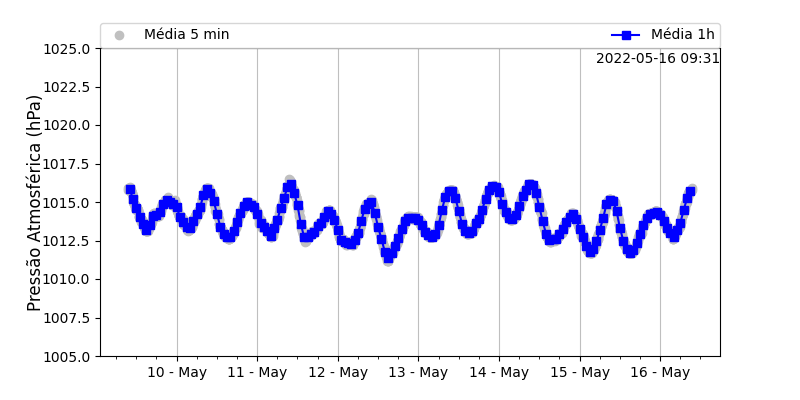 Média 5 min
Média 1h
2022-05-16 09:31
Pressão Atmosférica (hPa)
1025.0
1022.5
1020.0
1017.5
1015.0
1012.5
1010.0
1007.5
1005.0
10 - May
11 - May
12 - May
13 - May
14 - May
15 - May
16 - May